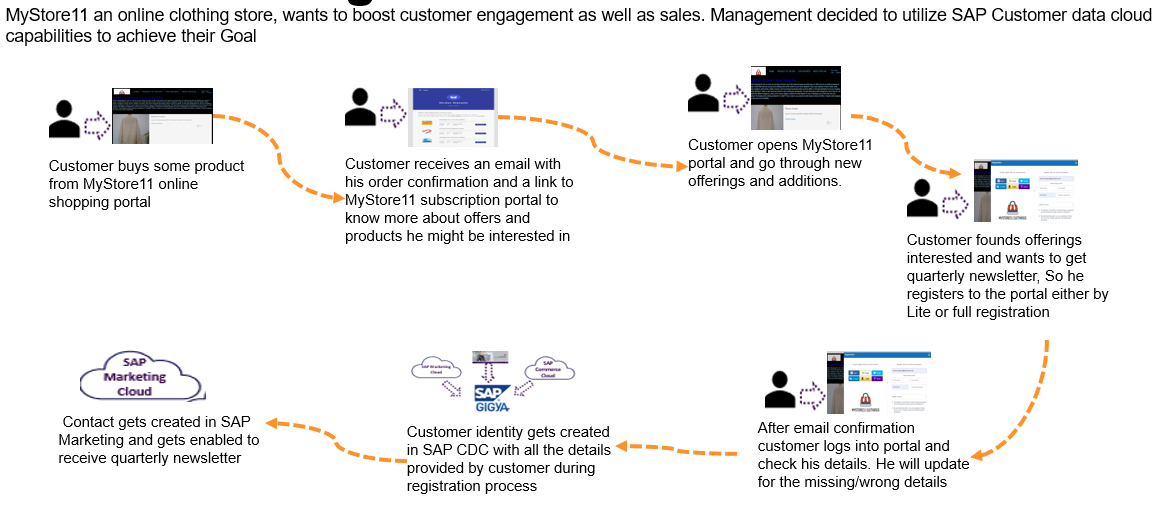 MyStore11 an online clothing store, wants to boost customer engagement as well as sales. Management decided to utilize SAP Customer data cloud
capabilities to achieve their Goal
Customer buys some product
from MyStore11 online
shopping portal
Customer receives an email with
his order confirmation and a link to
MyStore11 subscription portal to
know more about offers and
products he might be interested in
Customer opens MyStore11
portal and go through new
offerings and additions.
Customer founds offerings
interested and wants to get
quarterly newsletter, So he
registers to the portal either by
Lite or full registration
SAP
Marketing
Cloud
Contact gets created in SAP
Marketing and gets enabled to
receive quarterly newsletter
SAP Marketing
Cloud
SAP
Commerce
Cloud
SAP
GIGYA
Customer identity gets created
in SAP CDC with all the details
provided by customer during
registration process
After email confirmation
customer logs into portal and
check his details. He will update
for the missing/wrong details